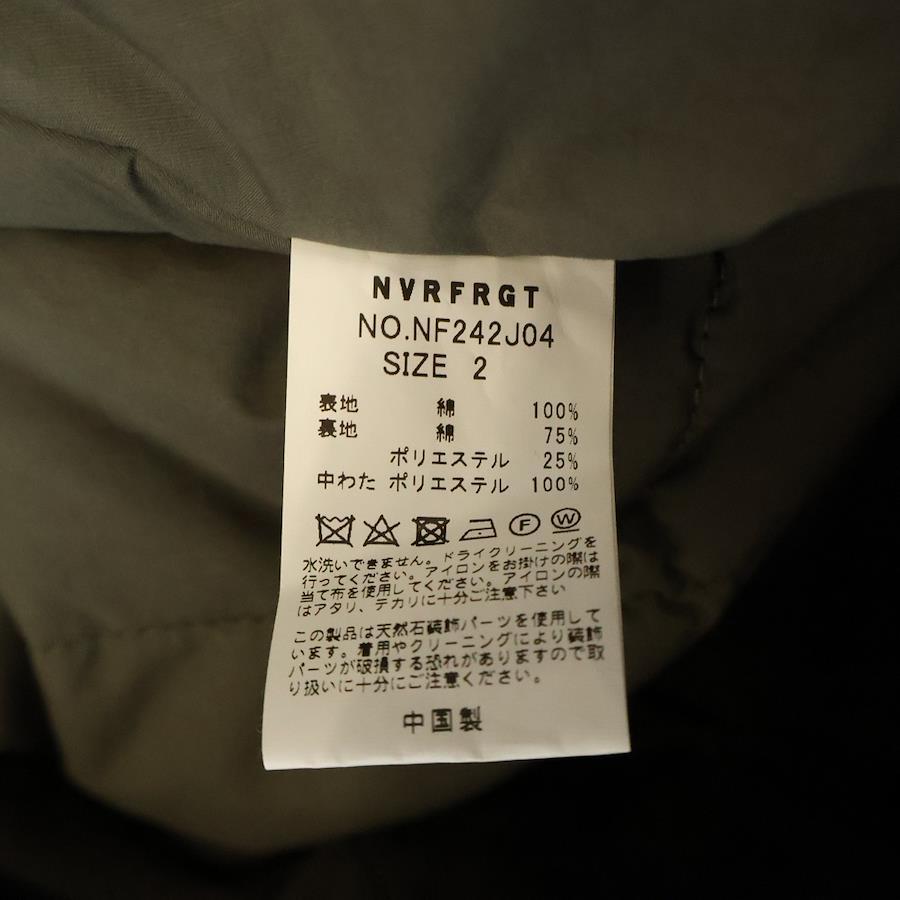 NVRFRGT
NO.NF242J04
SIZE 2
表地 綿 100%
裏地 綿 75%
ポリエステル 25%
中わた ポリエステル 100%
F W
水洗いできません。ドライクリーニングを
行ってください。アイロンをお掛けの際は
当て布を使用してください。アイロンの際
はアタリ、テカリに十分ご注意下さい
この製品は天然石装飾パーツを使用して
います。着用やクリーニングにより装飾
パーツが破損する恐れがありますので取
り扱いに十分にご注意ください。
中国製